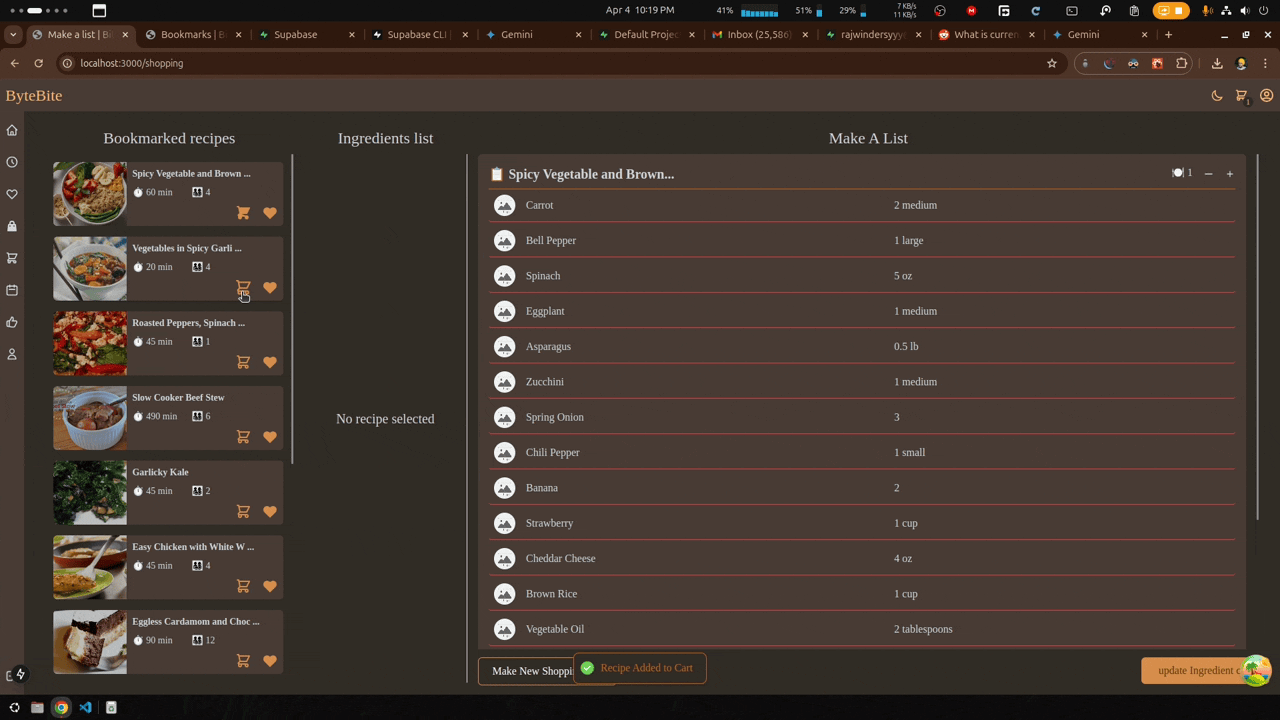 Apr 4 10:19 PM
41%
51%
29%
7 KB/s
11 KB/s
Make a list | B
Bookmarks | B
Supabase
Supabase CLI
Gemini
Default Projec
Inbox (25,586)
rajwindersyyy
What is curren
Gemini
localhost:3000/shopping
ByteBite
1
Bookmarked recipes
Spicy Vegetable and Brown ...
60 min 4
Vegetables in Spicy Garli ...
20 min 4
Roasted Peppers, Spinach ...
45 min 1
Slow Cooker Beef Stew
490 min 6
Garlicky Kale
45 min 2
Easy Chicken with White W ...
45 min 4
Eggless Cardamom and Choc ...
90 min 12
Ingredients list
No recipe selected
Make A List
📋 Spicy Vegetable and Brown... 1 − +
Carrot 2 medium
Bell Pepper 1 large
Spinach 5 oz
Eggplant 1 medium
Asparagus 0.5 lb
Zucchini 1 medium
Spring Onion 3
Chili Pepper 1 small
Banana 2
Strawberry 1 cup
Cheddar Cheese 4 oz
Brown Rice 1 cup
Vegetable Oil 2 tablespoons
Make New Shoppi
Recipe Added to Cart
update Ingredient